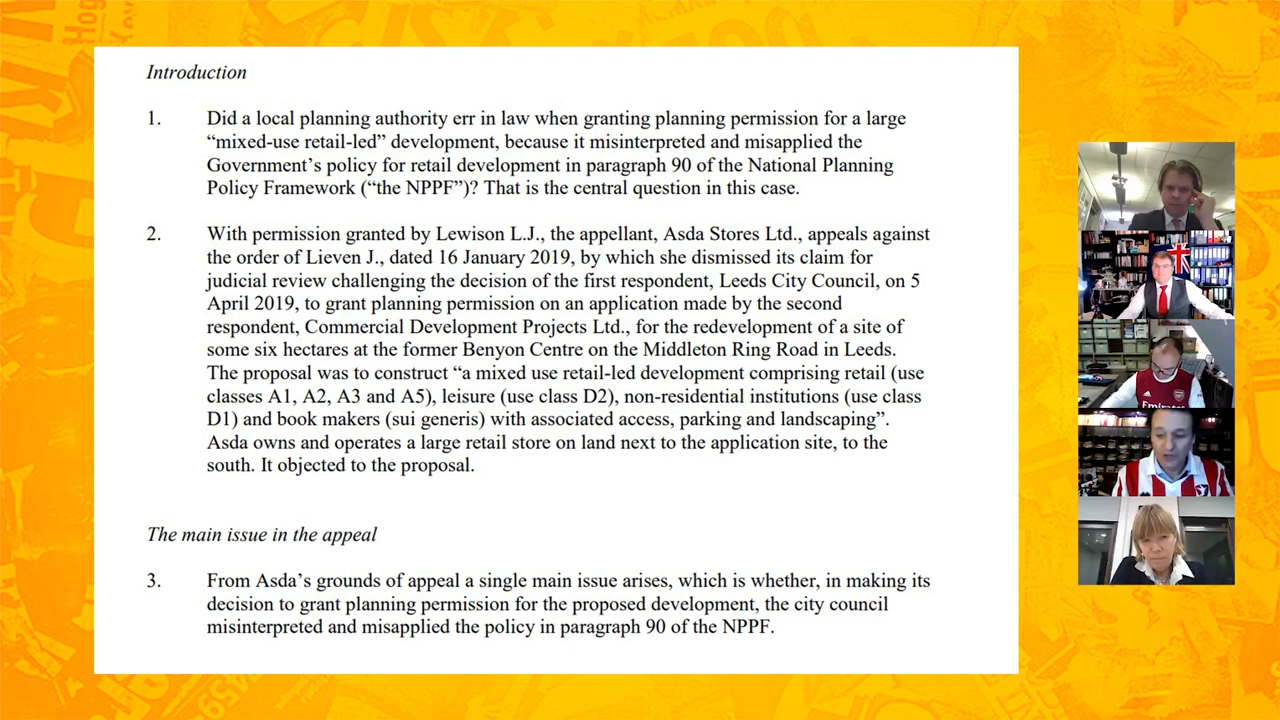 Introduction
1. Did a local planning authority err in law when granting planning permission for a large
“mixed-use retail-led” development, because it misinterpreted and misapplied the
Government’s policy for retail development in paragraph 90 of the National Planning
Policy Framework (“the NPPF”)? That is the central question in this case.
2. With permission granted by Lewison L.J., the appellant, Asda Stores Ltd., appeals against
the order of Lieven J., dated 16 January 2019, by which she dismissed its claim for
judicial review challenging the decision of the first respondent, Leeds City Council, on 5
April 2019, to grant planning permission on an application made by the second
respondent, Commercial Development Projects Ltd., for the redevelopment of a site of
some six hectares at the former Benyon Centre on the Middleton Ring Road in Leeds.
The proposal was to construct “a mixed use retail-led development comprising retail (use
classes A1, A2, A3 and A5), leisure (use class D2), non-residential institutions (use class
D1) and book makers (sui generis) with associated access, parking and landscaping”.
Asda owns and operates a large retail store on land next to the application site, to the
south. It objected to the proposal.
The main issue in the appeal
3. From Asda’s grounds of appeal a single main issue arises, which is whether, in making its
decision to grant planning permission for the proposed development, the city council
misinterpreted and misapplied the policy in paragraph 90 of the NPPF.